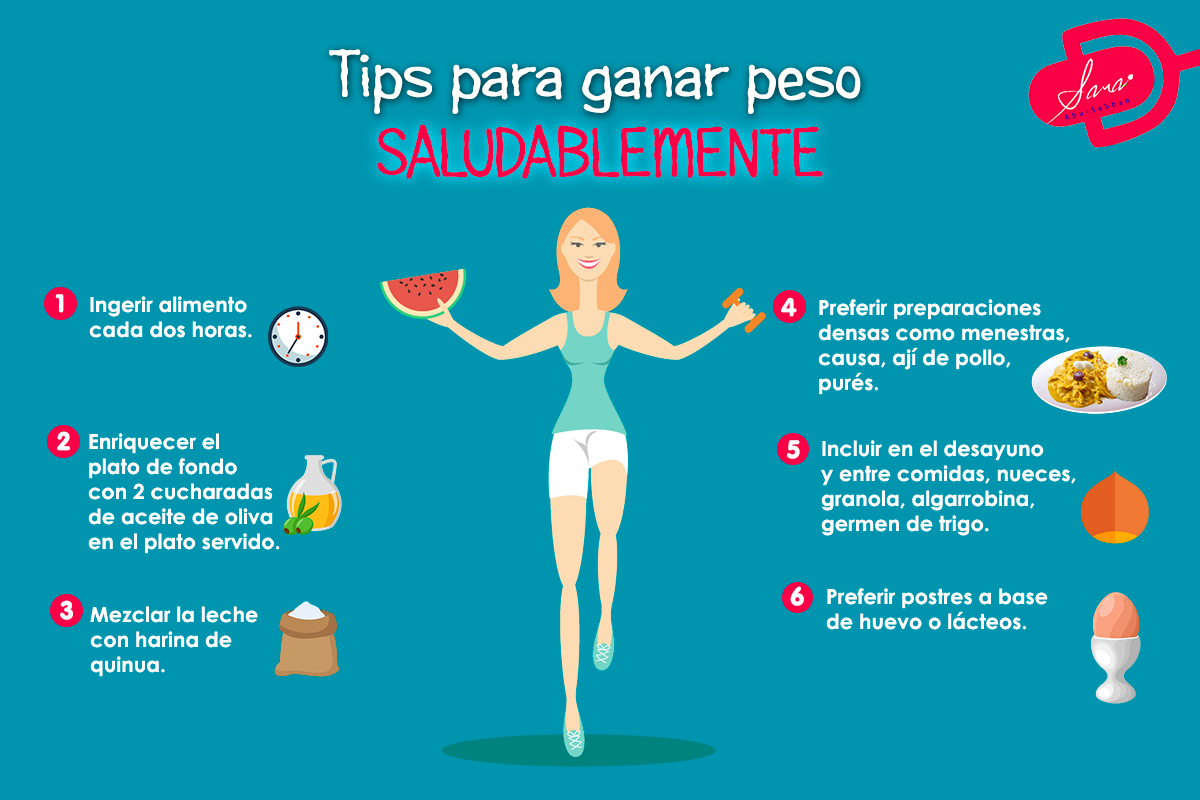 Tips para ganar peso
SALUDABLEMENTE
Sana
Abu-Sabbah
1
Ingerir alimento
cada dos horas.
2
Enriquecer el
plato de fondo
con 2 cucharadas
de aceite de oliva
en el plato servido.
3
Mezclar la leche
con harina de
quinua.
4
Preferir preparaciones
densas como menestras,
causa, ají de pollo,
purés.
5
Incluir en el desayuno
y entre comidas, nueces,
granola, algarrobina,
germen de trigo.
6
Preferir postres a base
de huevo o lácteos.